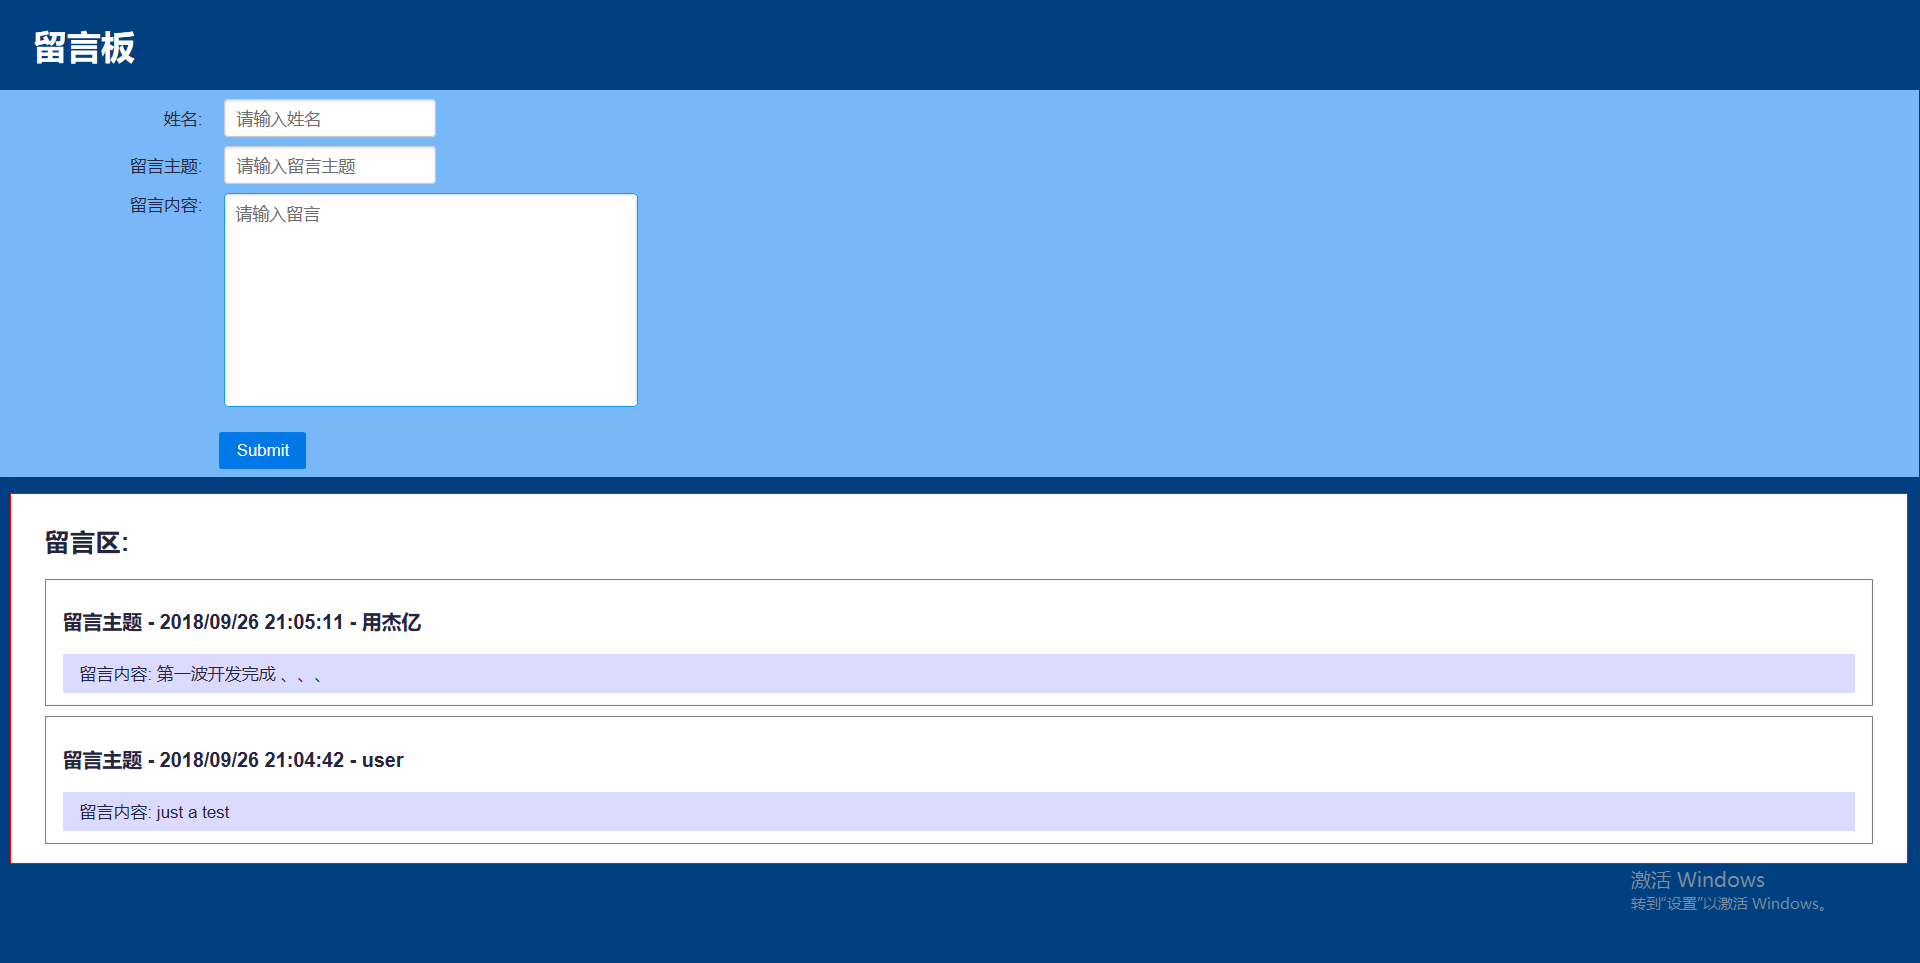 留言板
姓名: 请输入姓名
留言主题: 请输入留言主题
留言内容: 请输入留言
Submit
留言区:
留言主题 - 2018/09/26 21:05:11 - 用杰亿
留言内容: 第一波开发完成 、、、
留言主题 - 2018/09/26 21:04:42 - user
留言内容: just a test
激活 Windows
转到“设置”以激活 Windows。